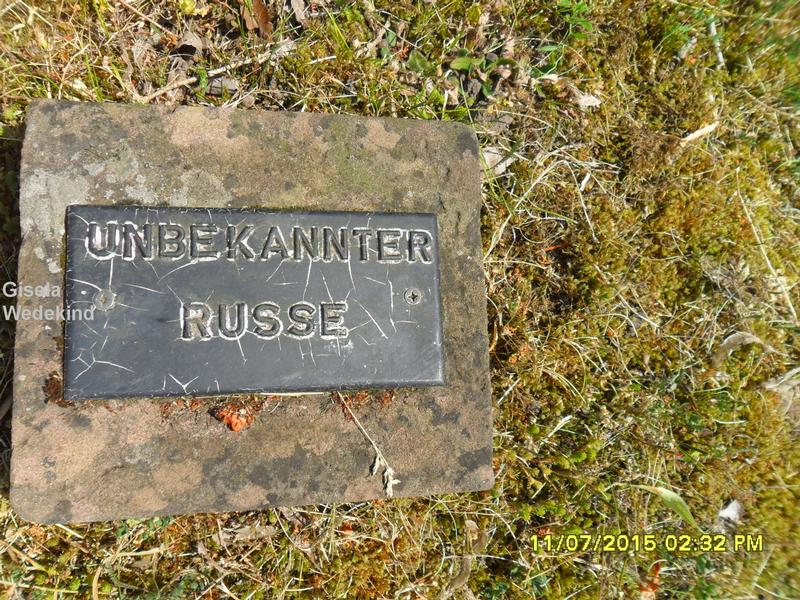 UNBEKANNTER
RUSSE
Gisela
Wedekind
11/07/2015 02:32 PM